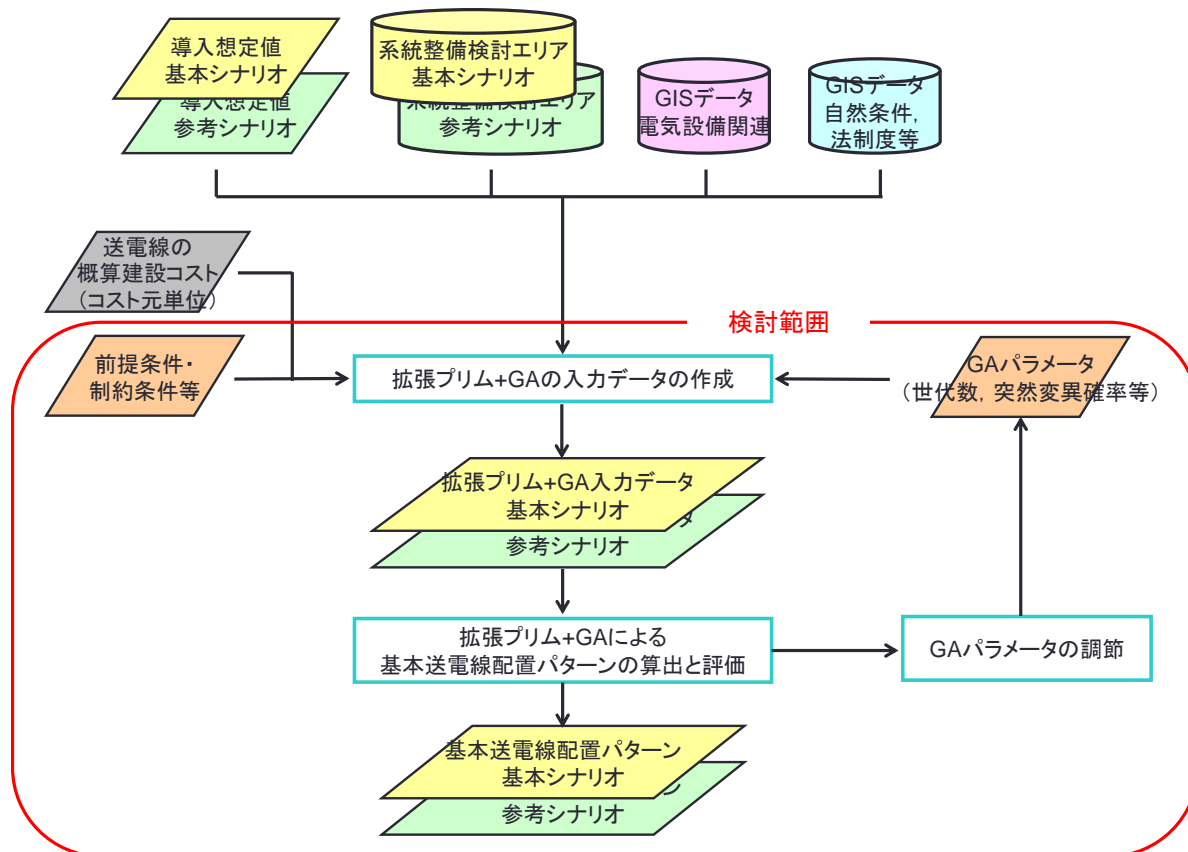 導入想定値
基本シナリオ
導入想定値
参考シナリオ
系統整備検討エリア
基本シナリオ
系統整備検討エリア
参考シナリオ
GISデータ
電気設備関連
GISデータ
自然条件,
法制度等
送電線の
概算建設コスト
（コスト元単位）
検討範囲
前提条件・
制約条件等
拡張プリム+GAの入力データの作成
GAパラメータ
（世代数, 突然変異確率等）
拡張プリム+GA入力データ
基本シナリオ
タ
参考シナリオ
拡張プリム+GAによる
基本送電線配置パターンの算出と評価
GAパラメータの調節
基本送電線配置パターン
基本シナリオ
ン
参考シナリオ